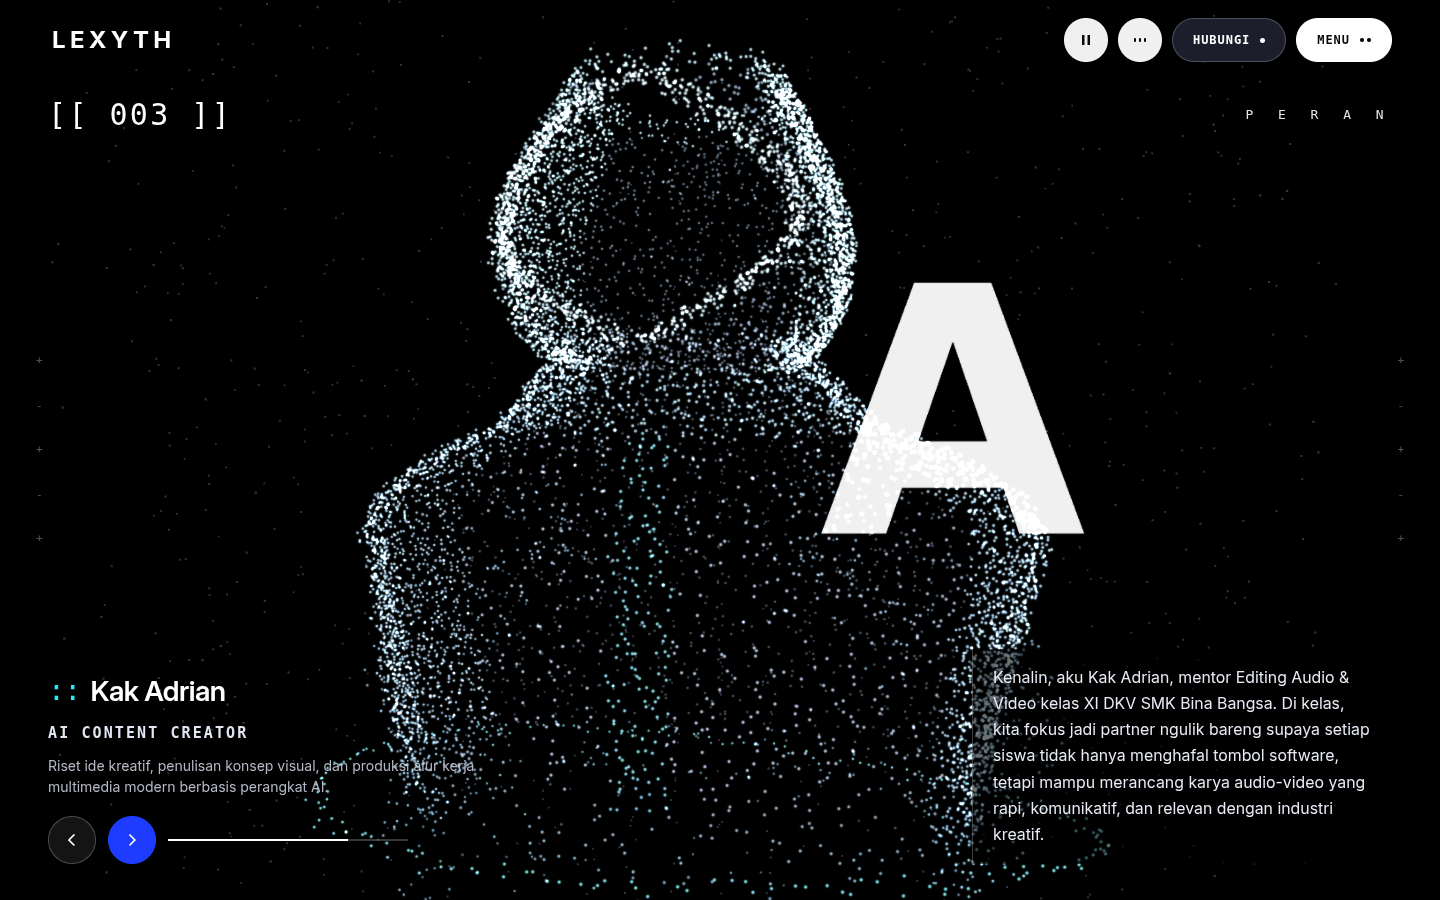 LEXYTH
HUBUNGI
MENU
[[ 003 ]]
PERAN
A
:: Kak Adrian
AI CONTENT CREATOR
Riset ide kreatif, penulisan konsep visual, dan produksi alur kerja
multimedia modern berbasis perangkat AI.
Kenalin, aku Kak Adrian, mentor Editing Audio &
Video kelas XI DKV SMK Bina Bangsa. Di kelas,
kita fokus jadi partner ngulik bareng supaya setiap
siswa tidak hanya menghafal tombol software,
tetapi mampu merancang karya audio-video yang
rapi, komunikatif, dan relevan dengan industri
kreatif.